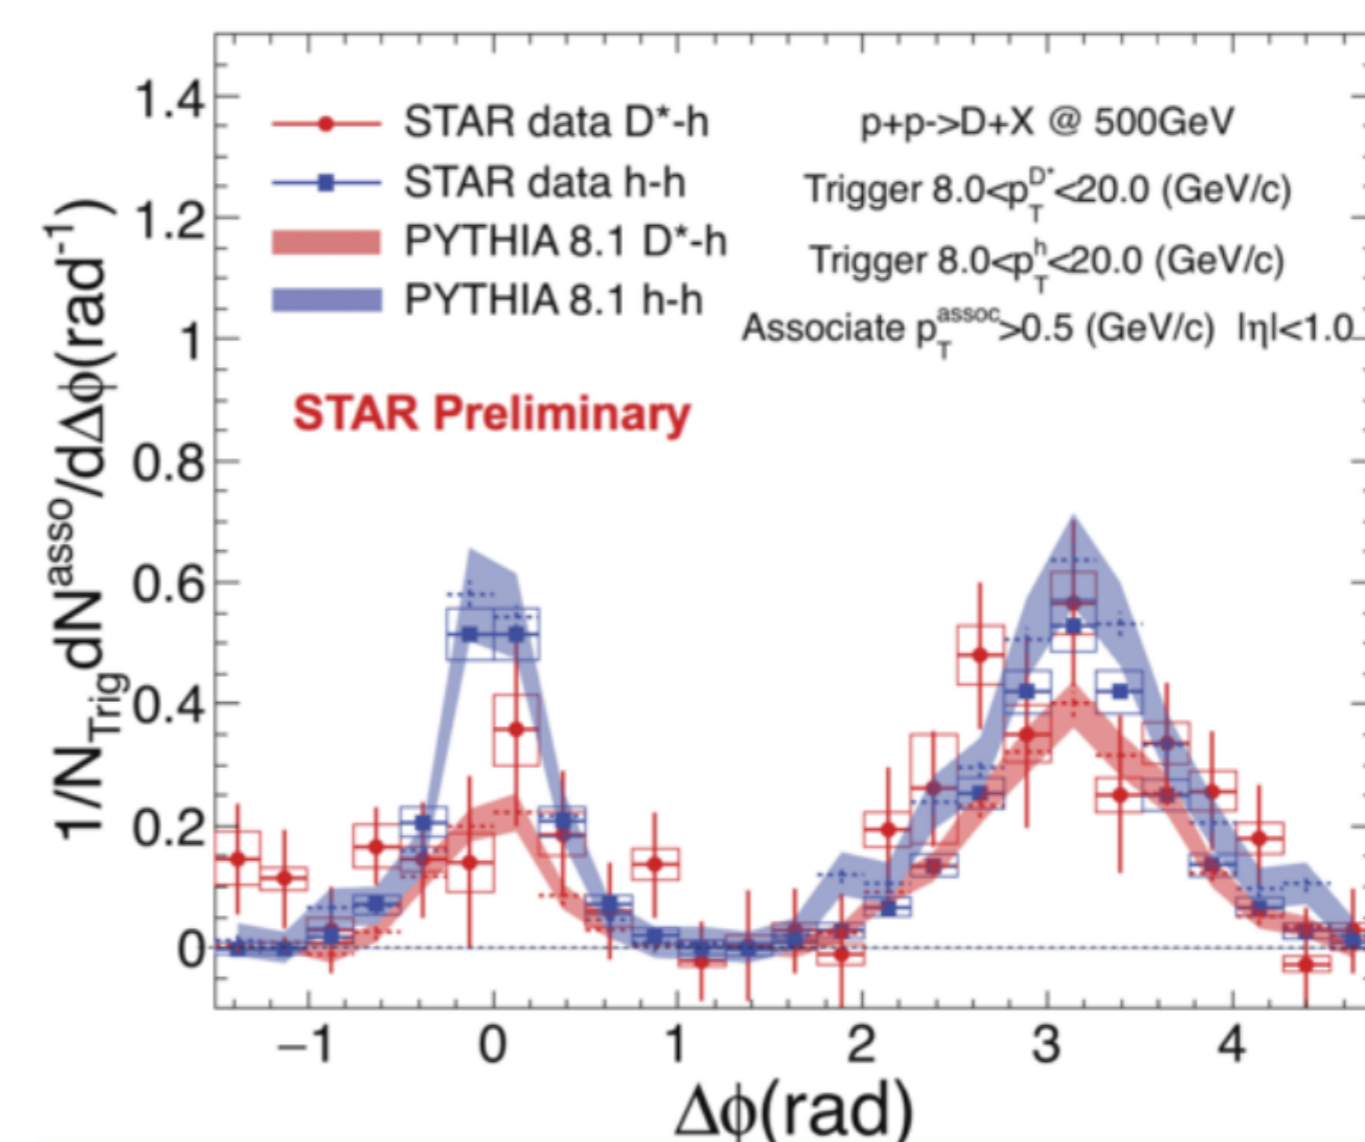 1/N_Trig dN^asso/dΔϕ(rad^-1)
1.4
1.2
1
0.8
0.6
0.4
0.2
0
STAR data D*-h
STAR data h-h
PYTHIA 8.1 D*-h
PYTHIA 8.1 h-h
STAR Preliminary
p+p->D+X @ 500GeV
Trigger 8.0<p_T^D*<20.0 (GeV/c)
Trigger 8.0<p_T^h<20.0 (GeV/c)
Associate p_T^assoc>0.5 (GeV/c) |η|<1.0
−1 0 1 2 3 4
Δϕ(rad)